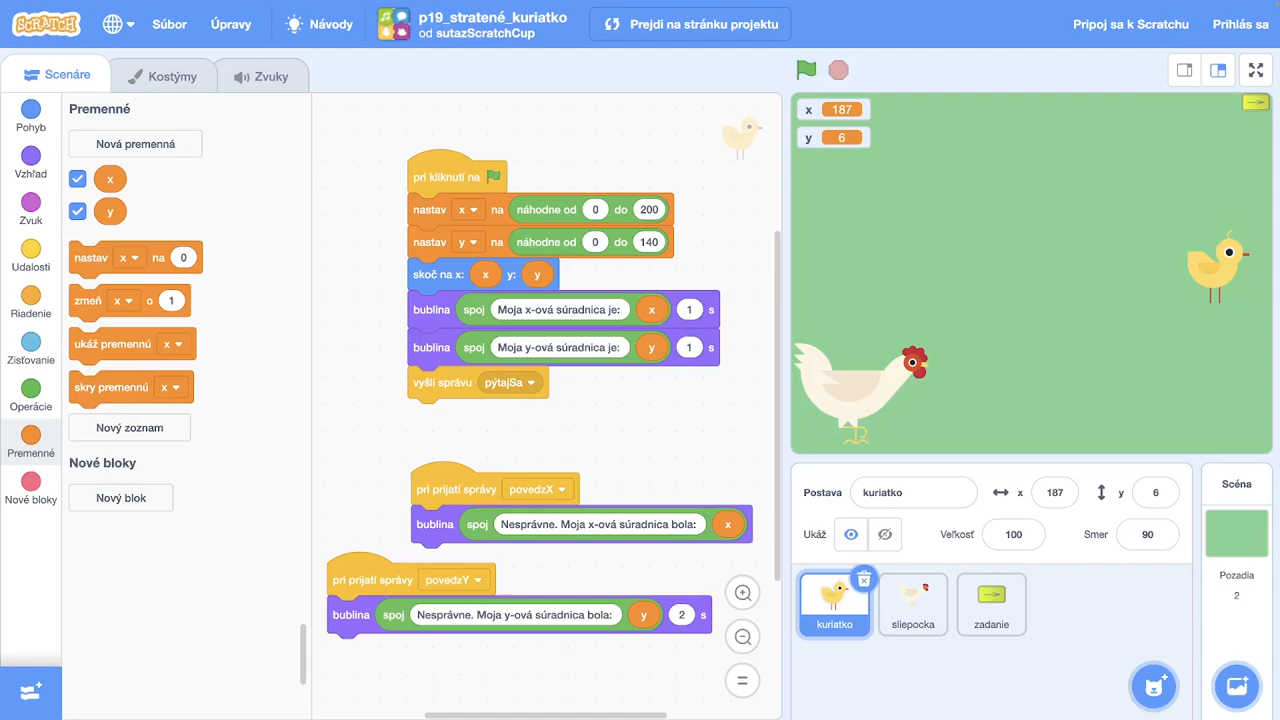 SCRATCH
Súbor
Úpravy
Návody
p19_stratené_kuriatko
od sutazScratchCup
Prejdi na stránku projektu
Pripoj sa k Scratchu
Prihlás sa
Scenáre
Kostýmy
Zvuky
Pohyb
Vzhľad
Zvuk
Udalosti
Riadenie
Zisťovanie
Operácie
Premenné
Nové bloky
Premenné
Nová premenná
x
y
nastav x na 0
zmeň x o 1
ukáž premennú x
skry premennú x
Nový zoznam
Nové bloky
Nový blok
pri kliknutí na
nastav x na náhodne od 0 do 200
nastav y na náhodne od 0 do 140
skoč na x: x y: y
bublina spoj Moja x-ová súradnica je: x 1 s
bublina spoj Moja y-ová súradnica je: y 1 s
vyšli správu pýtajSa
pri prijatí správy povedzX
bublina spoj Nesprávne. Moja x-ová súradnica bola: x
pri prijatí správy povedzY
bublina spoj Nesprávne. Moja y-ová súradnica bola: y 2 s
x 187
y 6
Postava kuriatko x 187 y 6
Ukáž Veľkosť 100 Smer 90
kuriatko
sliepocka
zadanie
Scéna
Pozadia
2